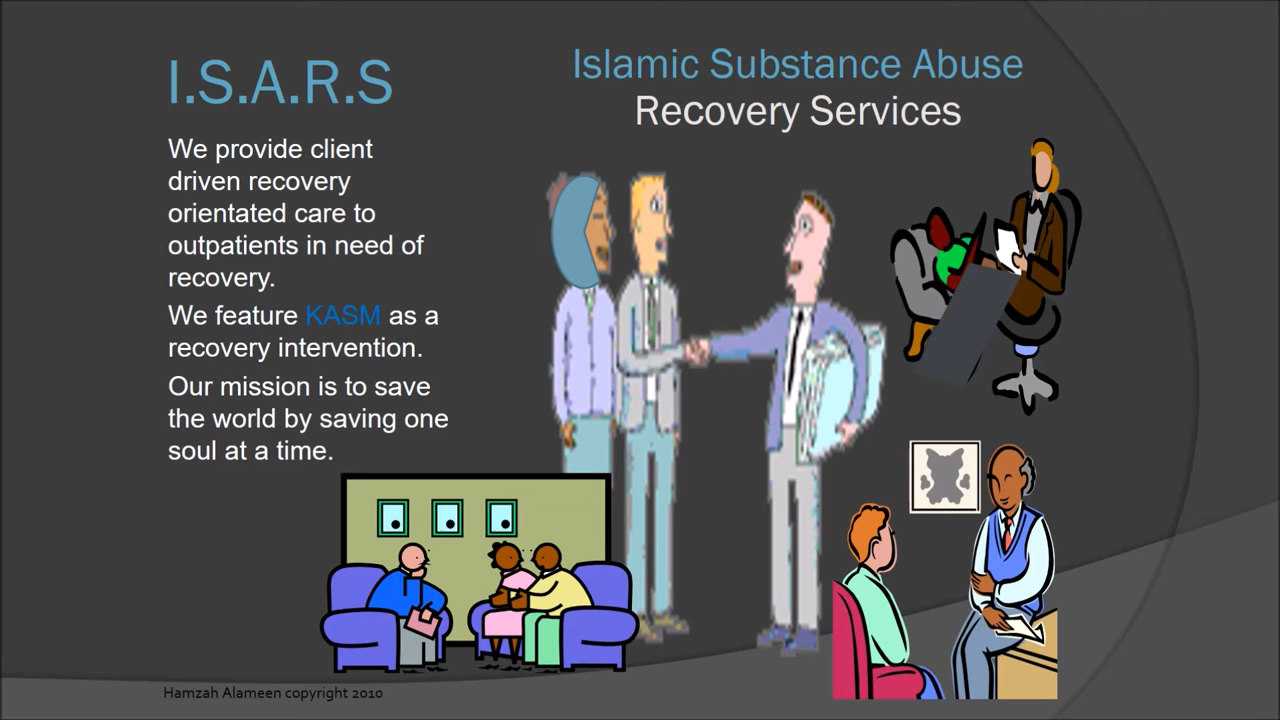 I.S.A.R.S
Islamic Substance Abuse
Recovery Services
We provide client
driven recovery
orientated care to
outpatients in need of
recovery.
We feature KASM as a
recovery intervention.
Our mission is to save
the world by saving one
soul at a time.
Hamzah Alameen copyright 2010